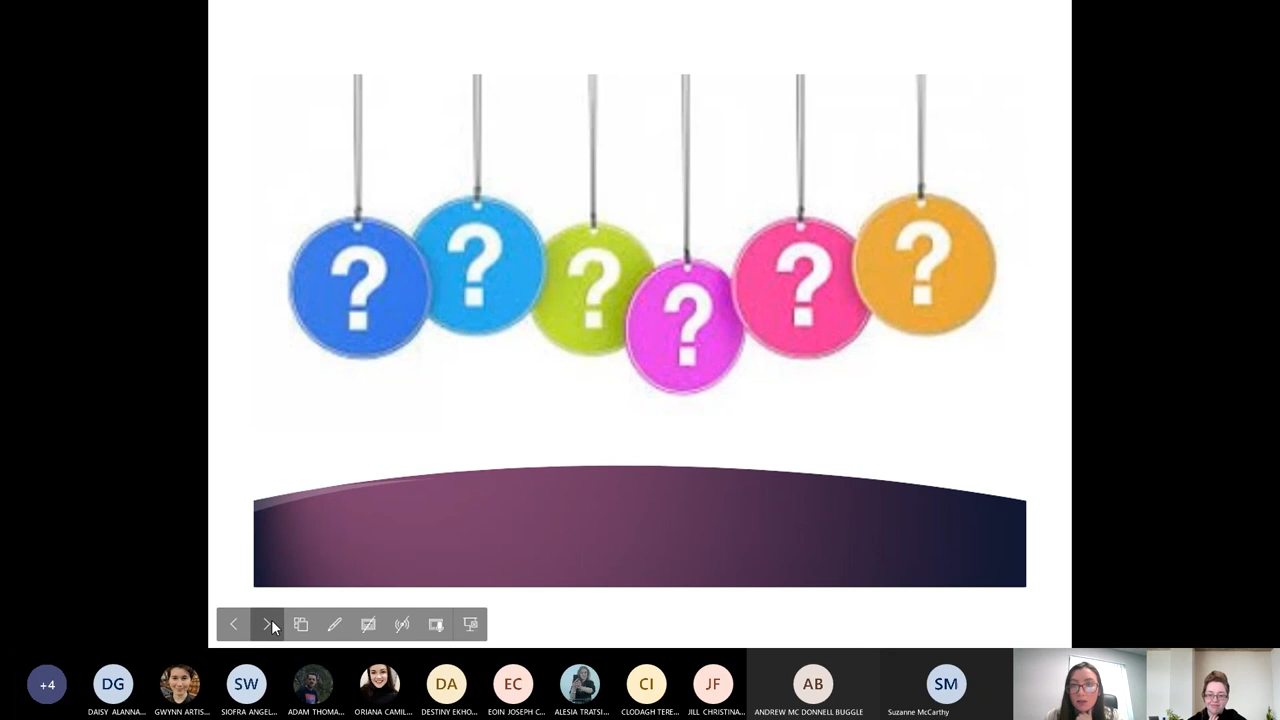 ? ? ? ? ? ?
+4 DG SW DA EC CI JF AB SM
DAISY ALANNA... GWYNN ARTIS... SIOFRA ANGEL... ADAM THOMA... ORIANA CAMIL... DESTINY EKHO... EOIN JOSEPH C... ALESIA TRATSI... CLODAGH TERE... JILL CHRISTINA... ANDREW MC DONNELL BUGGLE Suzanne McCarthy